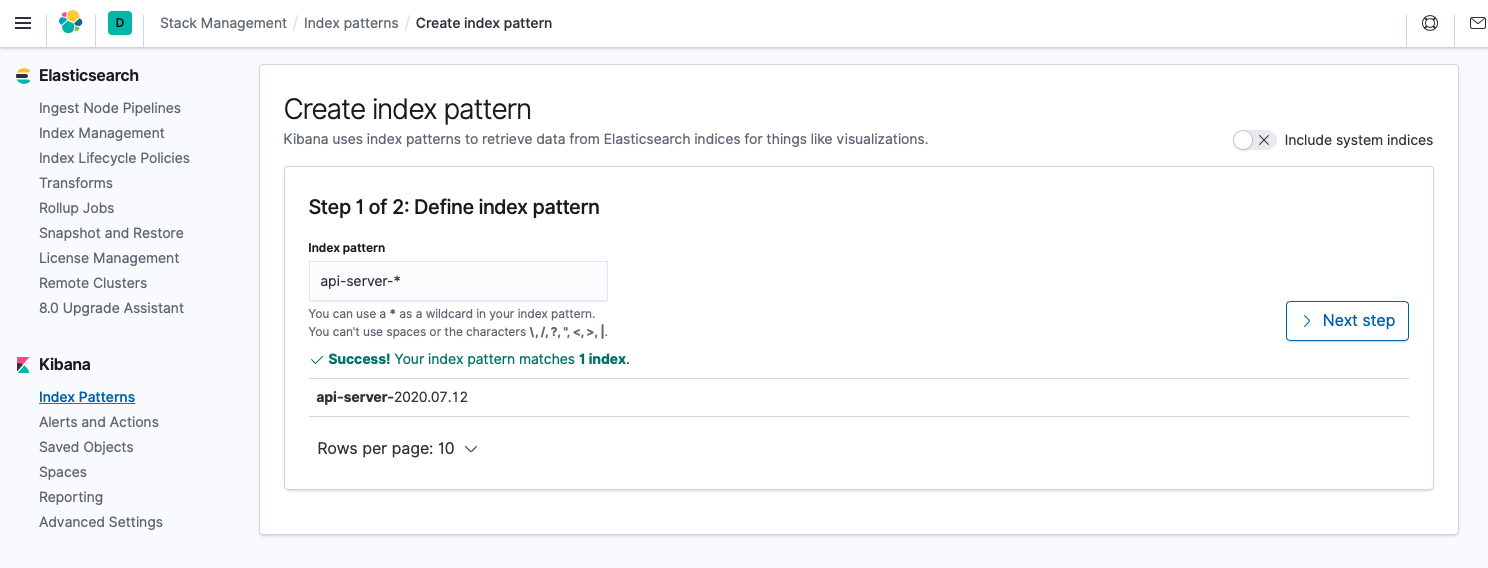 D Stack Management / Index patterns / Create index pattern
Elasticsearch
Ingest Node Pipelines
Index Management
Index Lifecycle Policies
Transforms
Rollup Jobs
Snapshot and Restore
License Management
Remote Clusters
8.0 Upgrade Assistant
Kibana
Index Patterns
Alerts and Actions
Saved Objects
Spaces
Reporting
Advanced Settings
Create index pattern
Kibana uses index patterns to retrieve data from Elasticsearch indices for things like visualizations.
Include system indices
Step 1 of 2: Define index pattern
Index pattern
api-server-*
You can use a * as a wildcard in your index pattern.
You can't use spaces or the characters \, /, ?, ", <, >, |.
Next step
Success! Your index pattern matches 1 index.
api-server-2020.07.12
Rows per page: 10